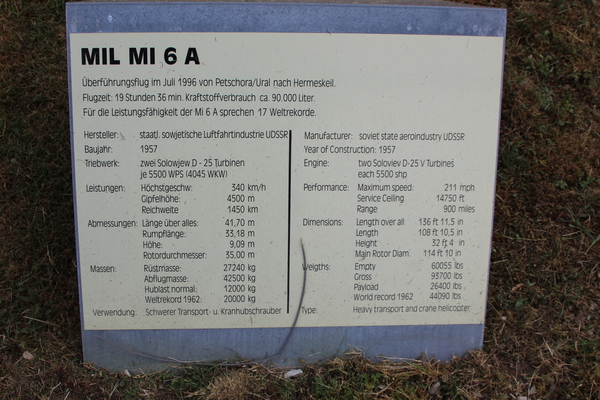 MIL MI 6 A
Überführungsflug im Juli 1996 von Petschora/Ural nach Hermeskeil.
Flugzeit: 19 Stunden 36 min. Kraftstoffverbrauch ca. 90.000 Liter.
Für die Leistungsfähigkeit der Mi 6 A sprechen 17 Weltrekorde.
Hersteller: staatl. sowjetische Luftfahrtindustrie UDSSR
Baujahr: 1957
Triebwerk: zwei Solowjew D - 25 Turbinen
je 5500 WPS (4045 WKW)
Leistungen: Höchstgeschw: 340 km/h
Gipfelhöhe 4500 m
Reichweite 1450 km
Abmessungen: Länge über alles: 41,70 m
Rumpflänge: 33,18 m
Höhe: 9,09 m
Rotordurchmesser: 35,00 m
Massen: Rüstmasse: 27240 kg
Abflugmasse: 42500 kg
Hublast normal: 12000 kg
Weltrekord 1962: 20000 kg
Verwendung: Schwerer Transport- u. Kranhubschrauber
Manufacturer: soviet state aeroindustry UDSSR
Year of Construction: 1957
Engine: two Soloviev D-25 V Turbines
each 5500 shp
Performance: Maximum speed: 211 mph
Service Ceiling 14750 ft
Range 900 miles
Dimensions: Length over all 136 ft 11,5 in
Length 108 ft 10,5 in
Height 32 ft 4 in
Main Rotor Diam. 114 ft 10 in
Weigths: Empty 60055 lbs
Gross 93700 lbs
Payload 26400 lbs
World record 1962 44090 lbs
Type: Heavy transport and crane helicopter